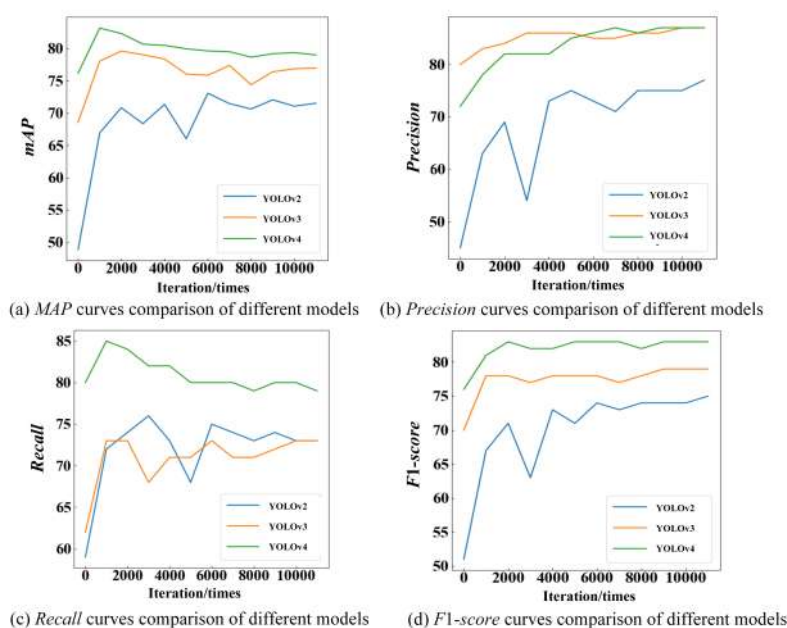 mAP
85
80
75
70
65
60
55
50
YOLOv2
YOLOv3
YOLOv4
0 2000 4000 6000 8000 10000
Iteration/times
(a) MAP curves comparison of different models
Precision
80
70
60
50
YOLOv2
YOLOv3
YOLOv4
0 2000 4000 6000 8000 10000
Iteration/times
(b) Precision curves comparison of different models
Recall
85
80
75
70
65
60
YOLOv2
YOLOv3
YOLOv4
0 2000 4000 6000 8000 10000
Iteration/times
(c) Recall curves comparison of different models
F1-score
85
80
75
70
65
60
55
50
YOLOv2
YOLOv3
YOLOv4
0 2000 4000 6000 8000 10000
Iteration/times
(d) F1-score curves comparison of different models